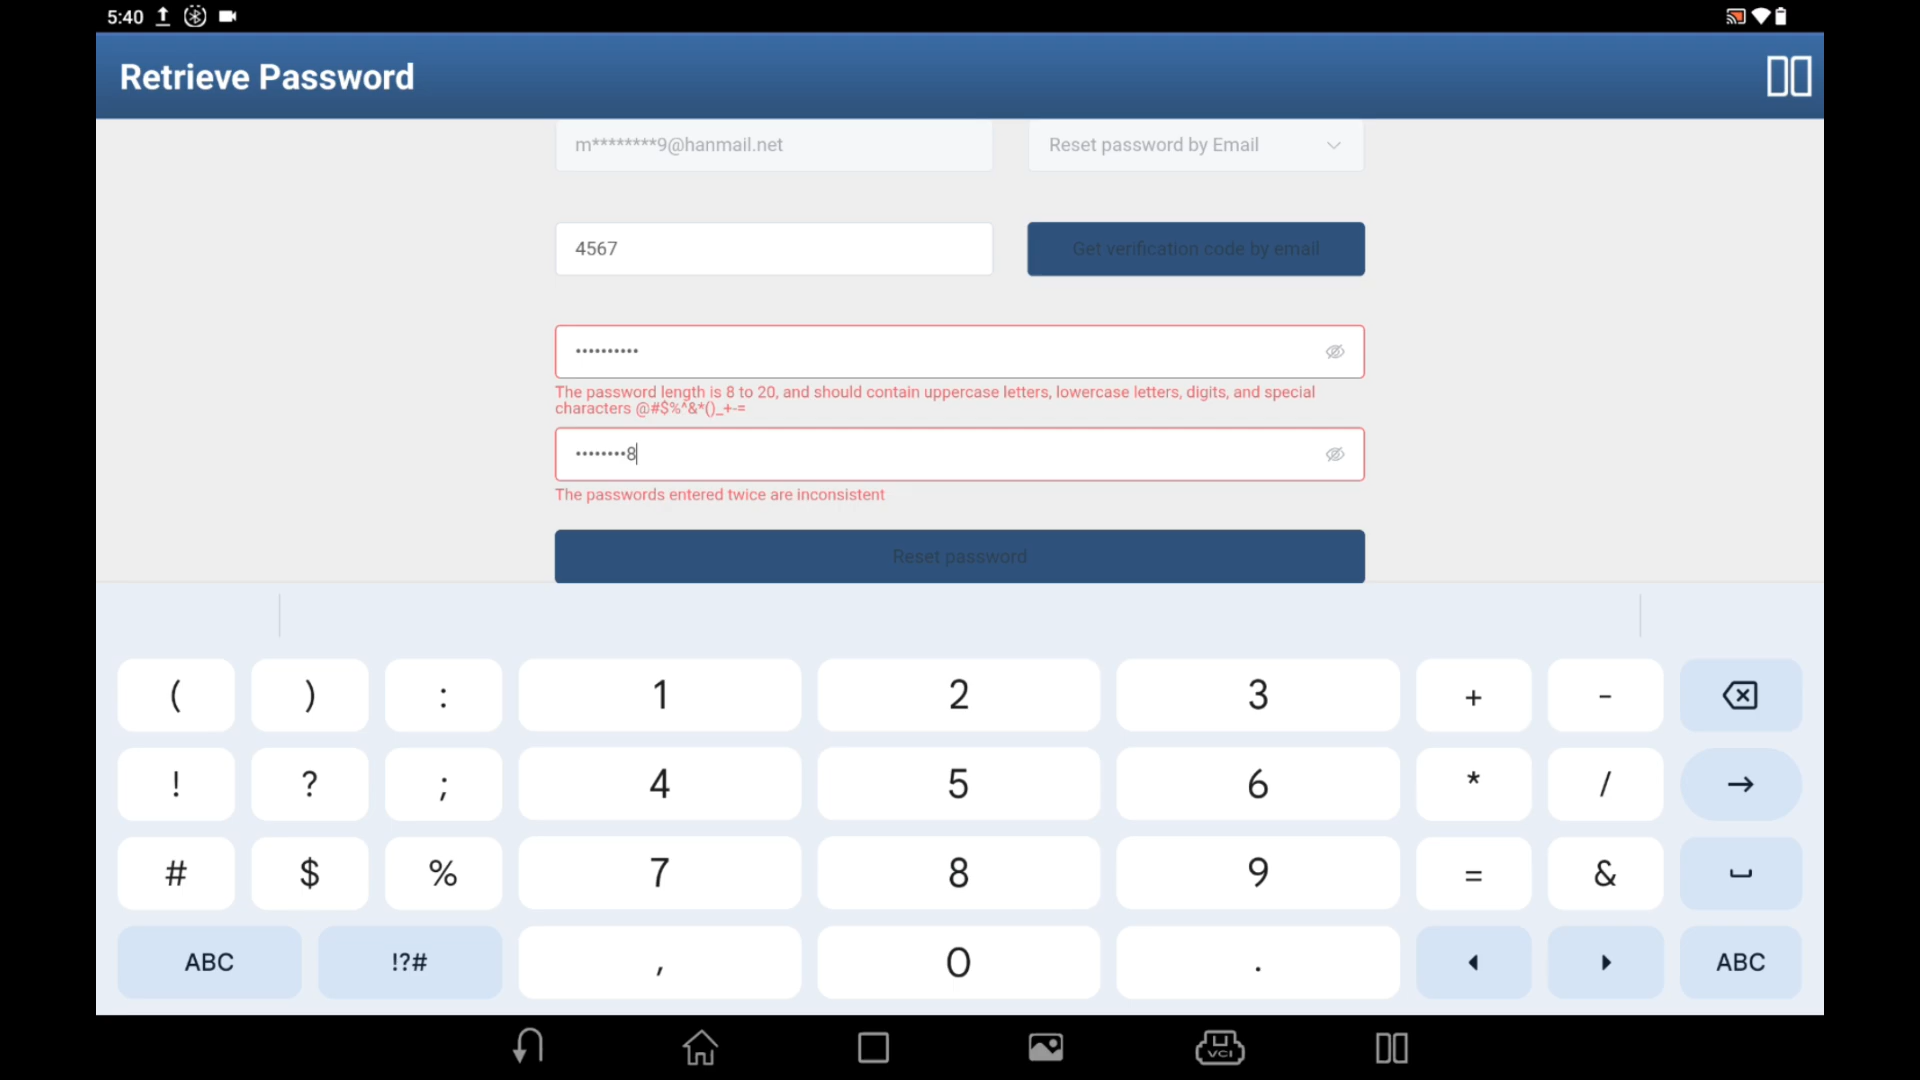 5:40
Retrieve Password
m********9@hanmail.net
Reset password by Email
4567
Get verification code by email
••••••••••
The password length is 8 to 20, and should contain uppercase letters, lowercase letters, digits, and special
characters @#$%^&*()_+-=
••••••••8
The passwords entered twice are inconsistent
Reset password
( ) : 1 2 3 + -
! ? ; 4 5 6 * /
# $ % 7 8 9 = &
ABC !?# , 0 . ABC
VCI